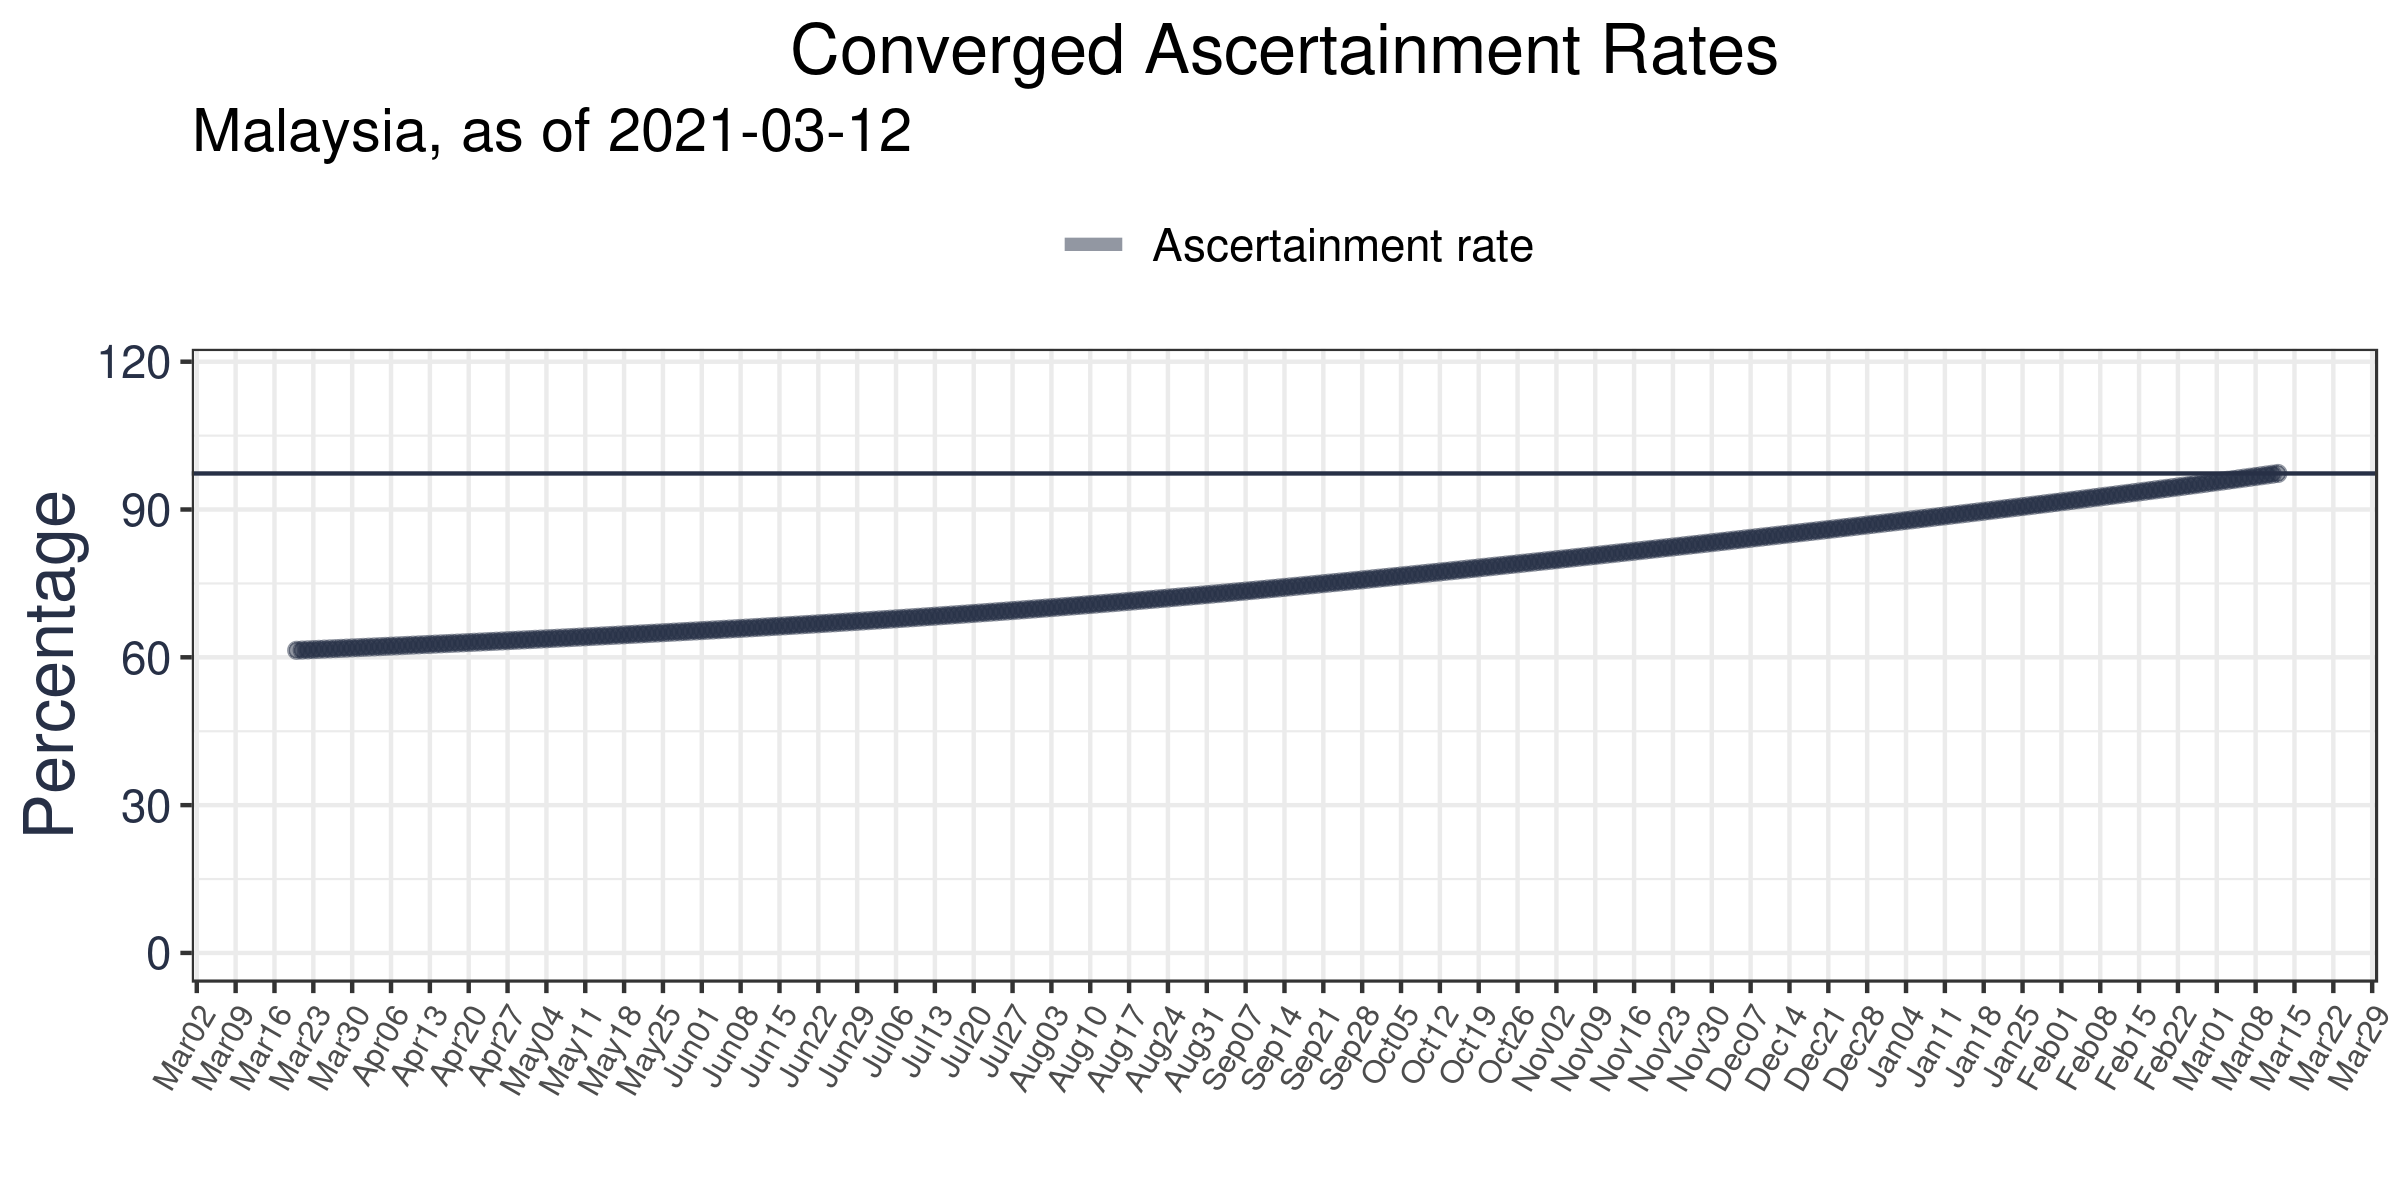 Converged Ascertainment Rates
Malaysia, as of 2021-03-12
Ascertainment rate
Percentage
120
90
60
30
0
Mar02 Mar09 Mar16 Mar23 Mar30 Apr06 Apr13 Apr20 Apr27 May04 May11 May18 May25 Jun01 Jun08 Jun15 Jun22 Jun29 Jul06 Jul13 Jul20 Jul27 Aug03 Aug10 Aug17 Aug24 Aug31 Sep07 Sep14 Sep21 Sep28 Oct05 Oct12 Oct19 Oct26 Nov02 Nov09 Nov16 Nov23 Nov30 Dec07 Dec14 Dec21 Dec28 Jan04 Jan11 Jan18 Jan25 Feb01 Feb08 Feb15 Feb22 Mar01 Mar08 Mar15 Mar22 Mar29